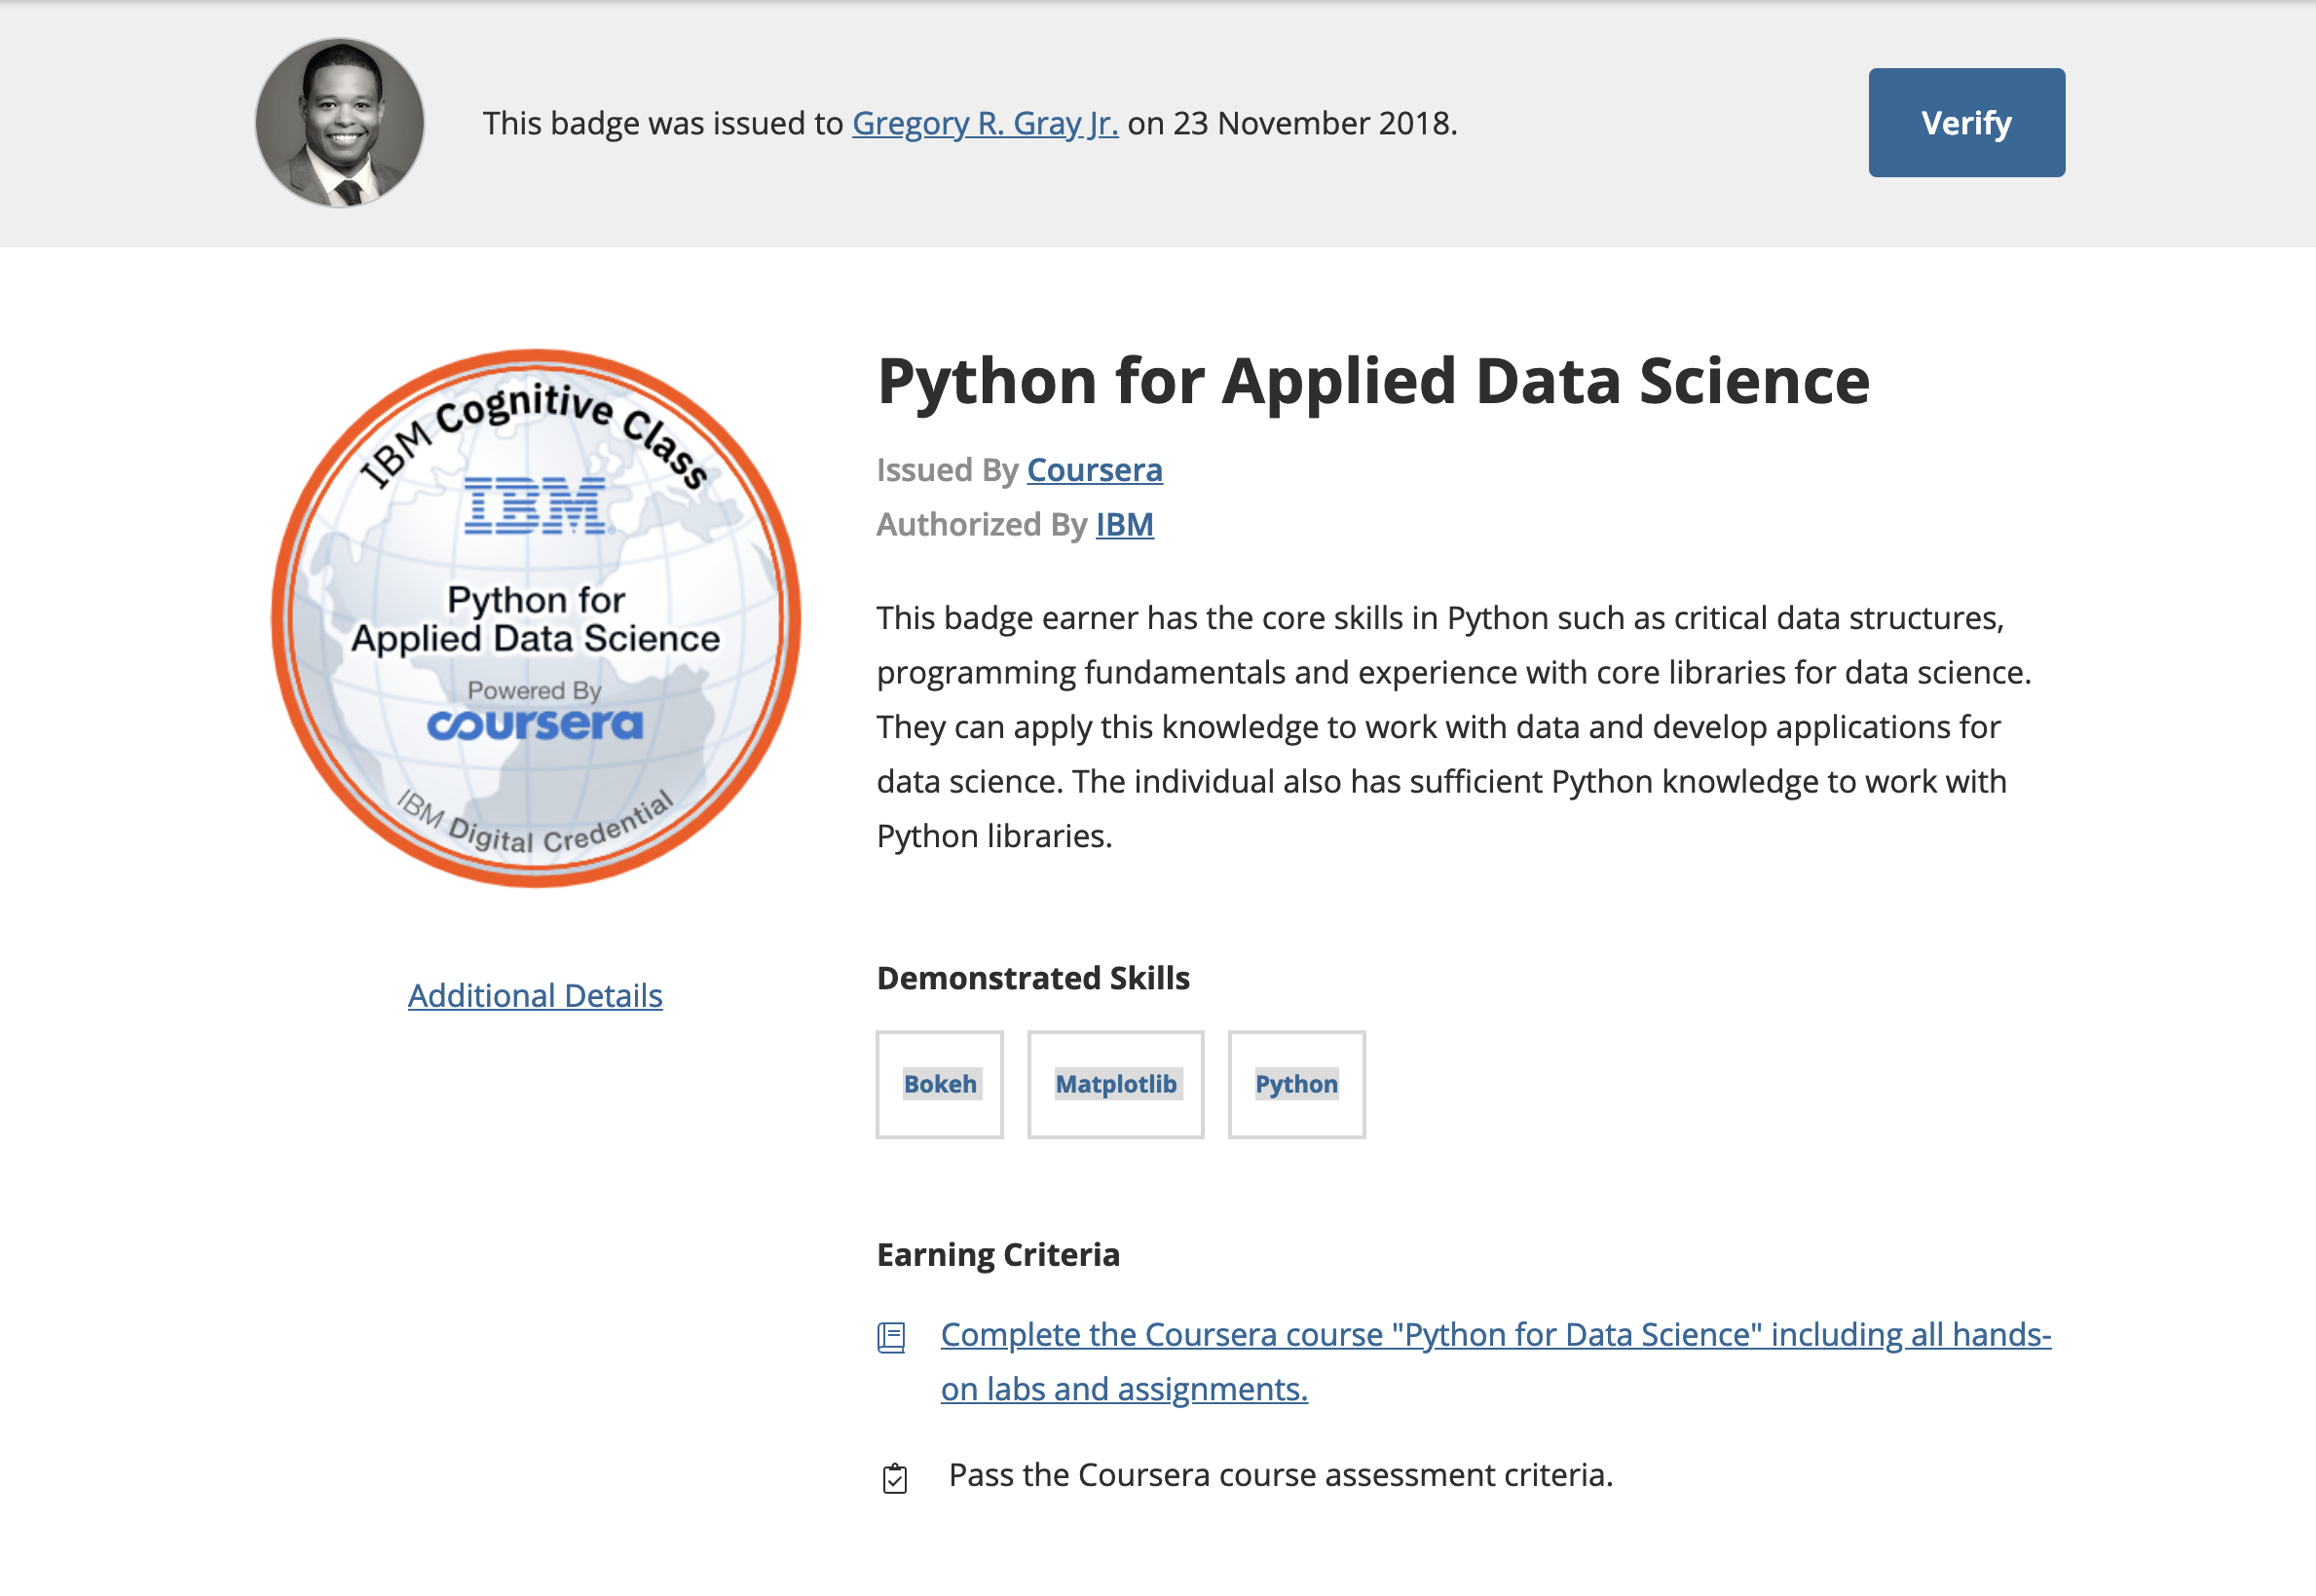 This badge was issued to Gregory R. Gray Jr. on 23 November 2018.
Verify
IBM Cognitive Class
IBM
Python for
Applied Data Science
Powered By
coursera
IBM Digital Credential
Additional Details
Python for Applied Data Science
Issued By Coursera
Authorized By IBM
This badge earner has the core skills in Python such as critical data structures,
programming fundamentals and experience with core libraries for data science.
They can apply this knowledge to work with data and develop applications for
data science. The individual also has sufficient Python knowledge to work with
Python libraries.
Demonstrated Skills
Bokeh
Matplotlib
Python
Earning Criteria
Complete the Coursera course "Python for Data Science" including all hands-
on labs and assignments.
Pass the Coursera course assessment criteria.